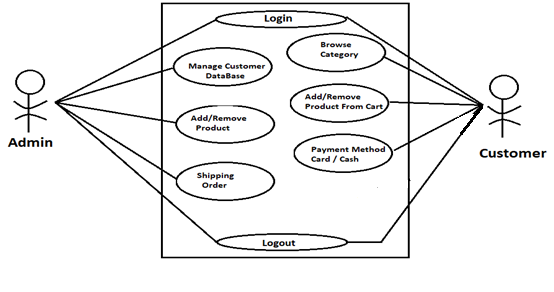 Login
Manage Customer
DataBase
Browse
Category
Add/Remove
Product
Add/Remove
Product From Cart
Shipping
Order
Payment Method
Card / Cash
Logout
Admin
Customer